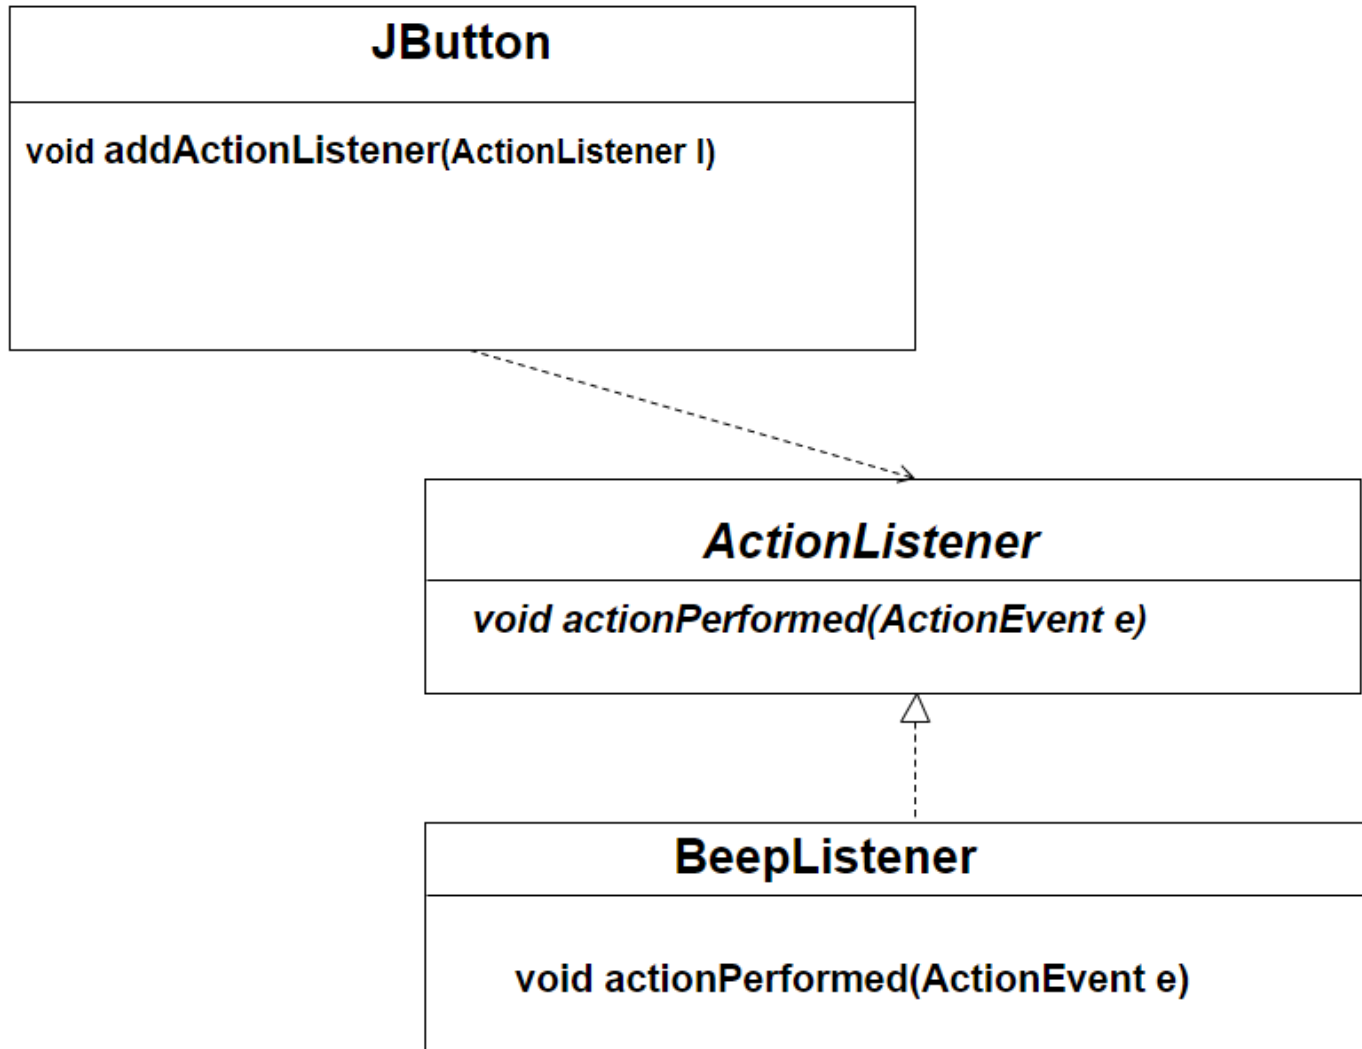 JButton
void addActionListener(ActionListener l)
ActionListener
void actionPerformed(ActionEvent e)
BeepListener
void actionPerformed(ActionEvent e)